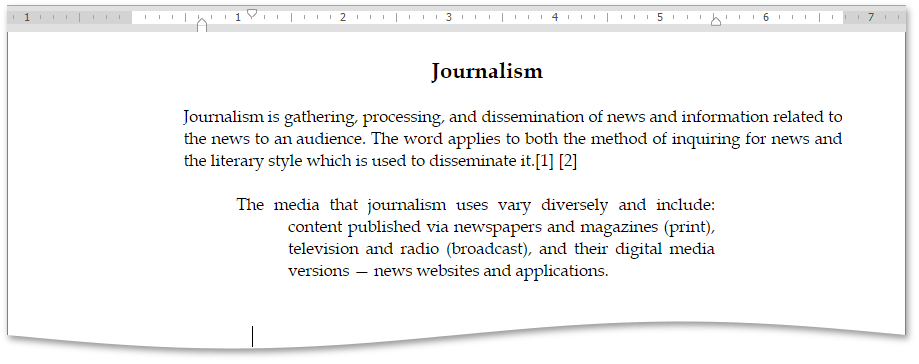 1 1 2 3 4 5 6 7
Journalism
Journalism is gathering, processing, and dissemination of news and information related to
the news to an audience. The word applies to both the method of inquiring for news and
the literary style which is used to disseminate it.[1] [2]
The media that journalism uses vary diversely and include:
content published via newspapers and magazines (print),
television and radio (broadcast), and their digital media
versions — news websites and applications.